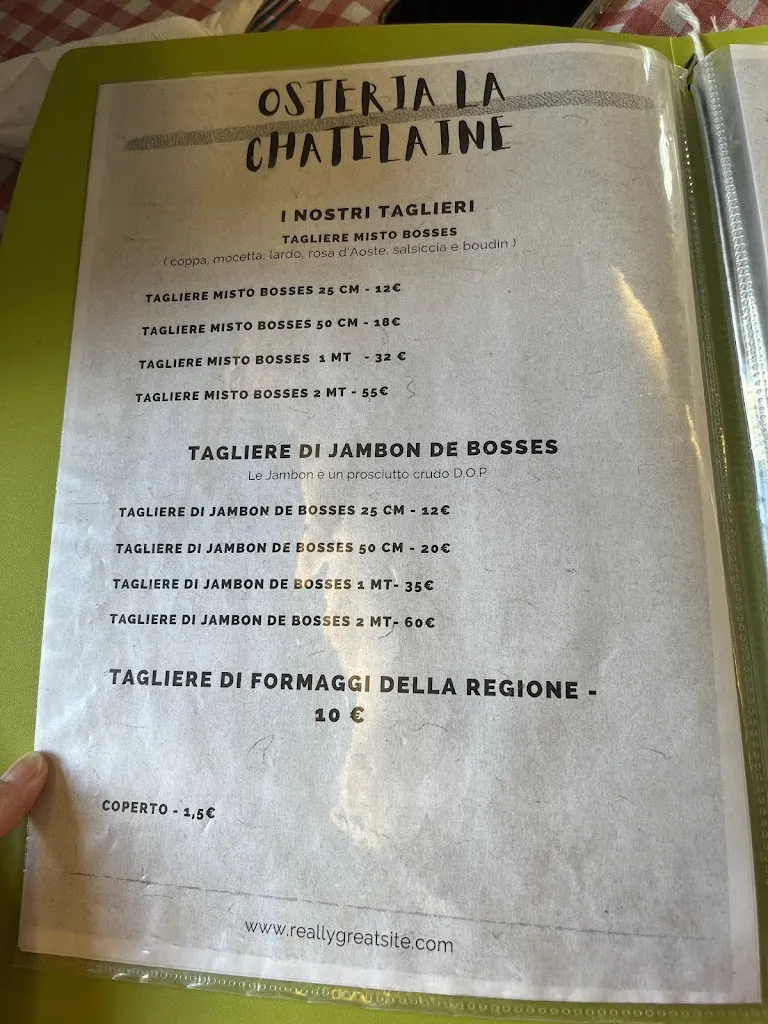 OSTERIA LA
CHATELAINE
I NOSTRI TAGLIERI
TAGLIERE MISTO BOSSES
( coppa, mocetta, lardo, rosa d'Aoste, salsiccia e boudin )
TAGLIERE MISTO BOSSES 25 CM - 12€
TAGLIERE MISTO BOSSES 50 CM - 18€
TAGLIERE MISTO BOSSES 1 MT - 32 €
TAGLIERE MISTO BOSSES 2 MT - 55€
TAGLIERE DI JAMBON DE BOSSES
Le Jambon è un prosciutto crudo D.O.P
TAGLIERE DI JAMBON DE BOSSES 25 CM - 12€
TAGLIERE DI JAMBON DE BOSSES 50 CM - 20€
TAGLIERE DI JAMBON DE BOSSES 1 MT- 35€
TAGLIERE DI JAMBON DE BOSSES 2 MT- 60€
TAGLIERE DI FORMAGGI DELLA REGIONE -
10 €
COPERTO - 1,5€
www.reallygreatsite.com